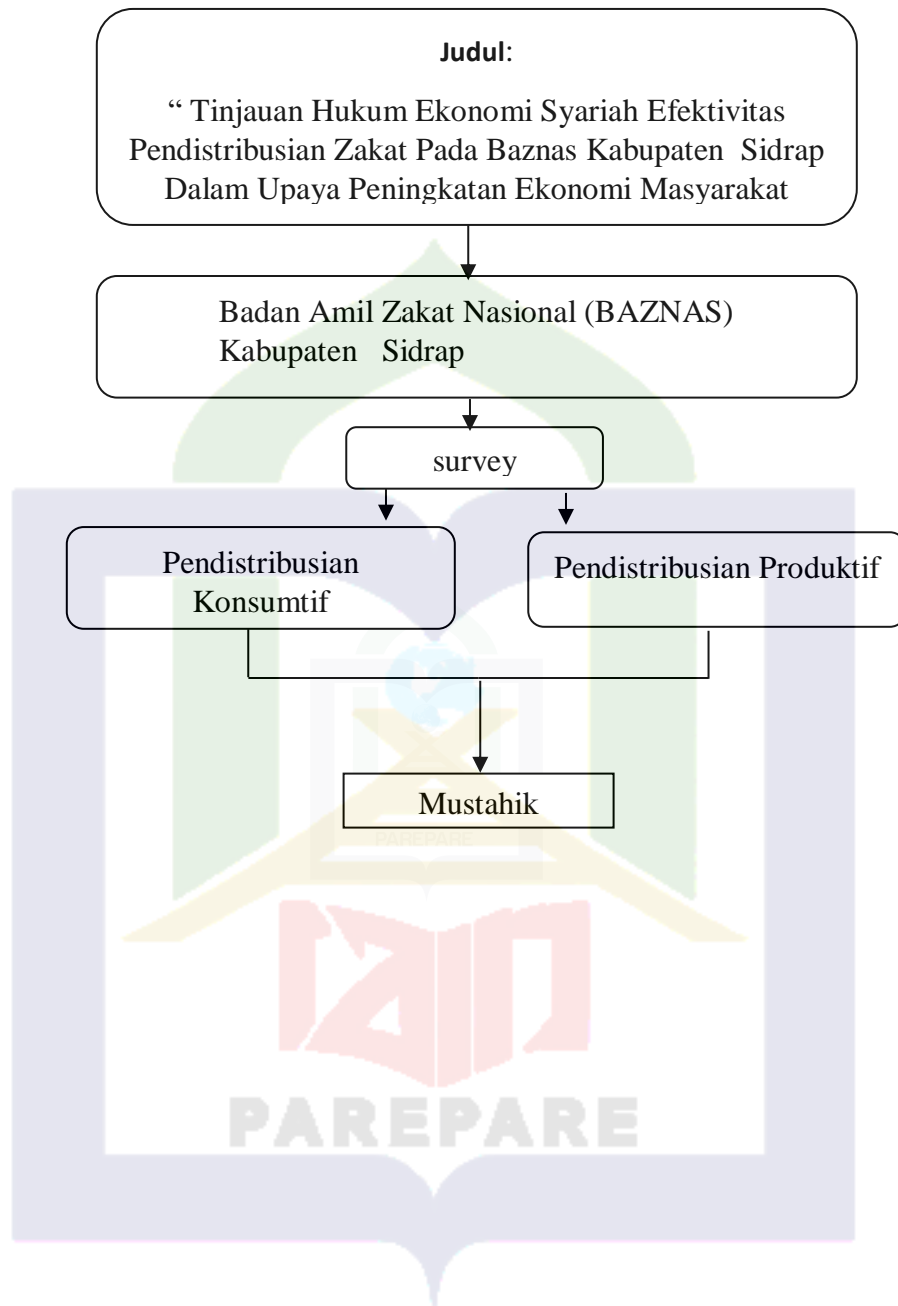 Judul:
“ Tinjauan Hukum Ekonomi Syariah Efektivitas
Pendistribusian Zakat Pada Baznas Kabupaten Sidrap
Dalam Upaya Peningkatan Ekonomi Masyarakat
Badan Amil Zakat Nasional (BAZNAS)
Kabupaten Sidrap
survey
Pendistribusian
Konsumtif
Pendistribusian Produktif
Mustahik
PAREPARE
iain
PAREPARE